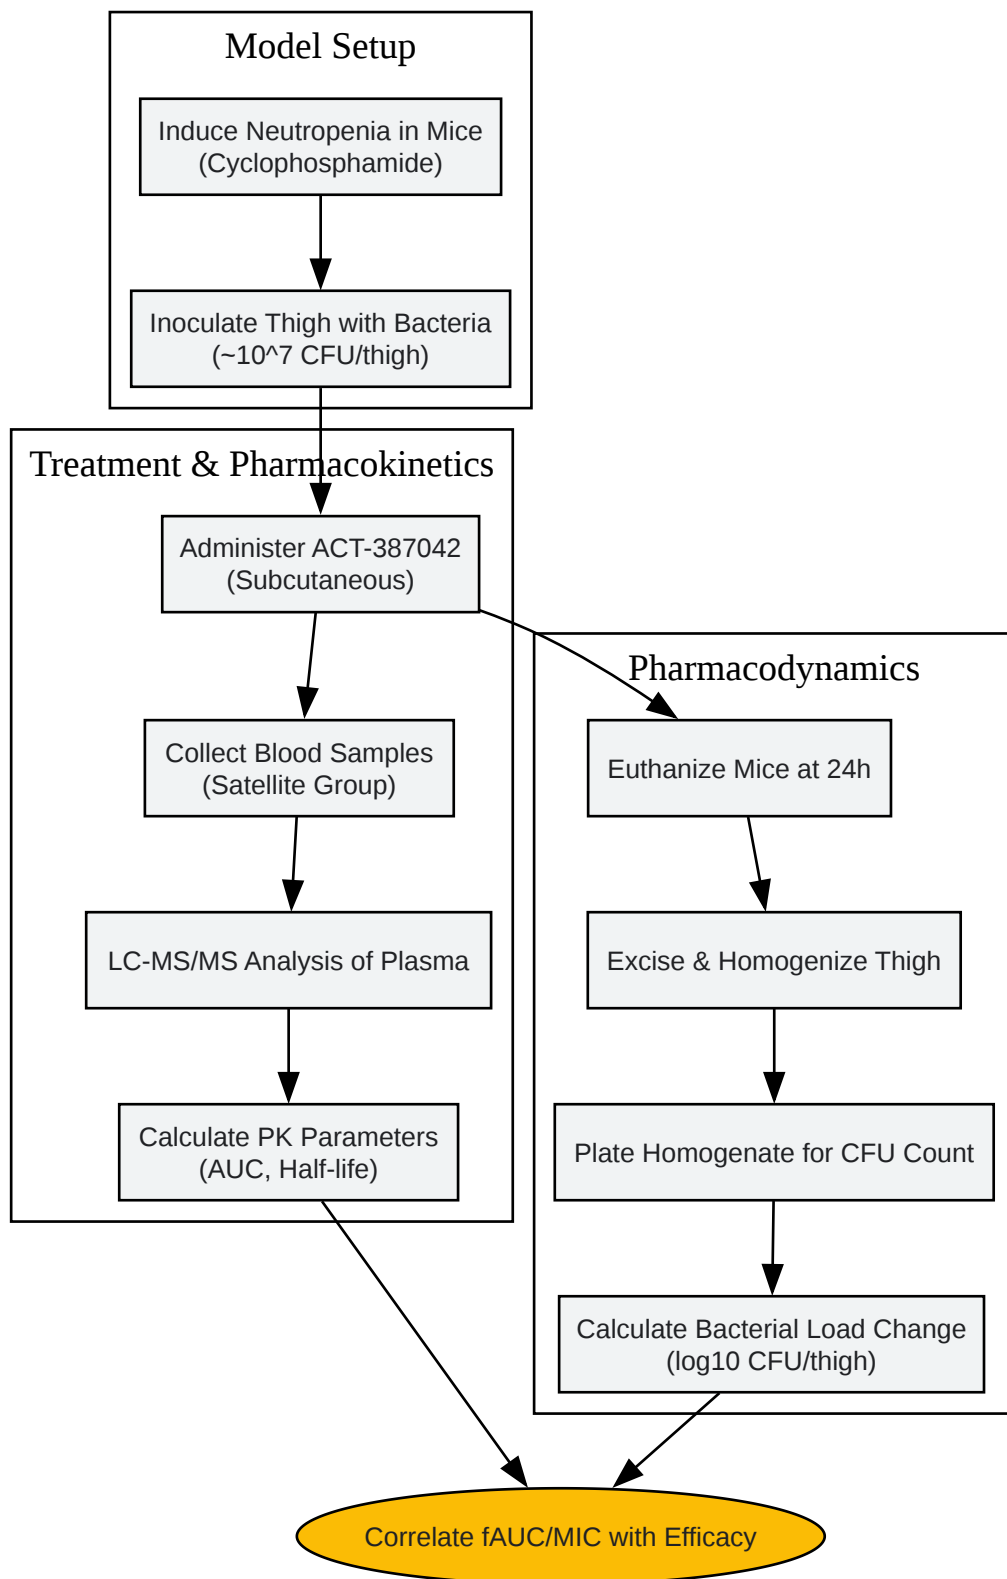 Model Setup
Induce Neutropenia in Mice
(Cyclophosphamide)
Inoculate Thigh with Bacteria
(~10^7 CFU/thigh)
Treatment & Pharmacokinetics
Administer ACT-387042
(Subcutaneous)
Collect Blood Samples
(Satellite Group)
LC-MS/MS Analysis of Plasma
Calculate PK Parameters
(AUC, Half-life)
Pharmacodynamics
Euthanize Mice at 24h
Excise & Homogenize Thigh
Plate Homogenate for CFU Count
Calculate Bacterial Load Change
(log10 CFU/thigh)
Correlate fAUC/MIC with Efficacy